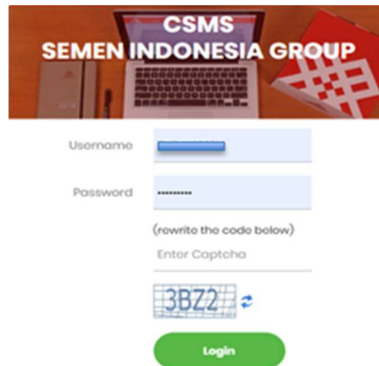 CSMS
SEMEN INDONESIA GROUP
Username
Password •••••••••
(rewrite the code below)
Enter Captcha
3BZ2
Login